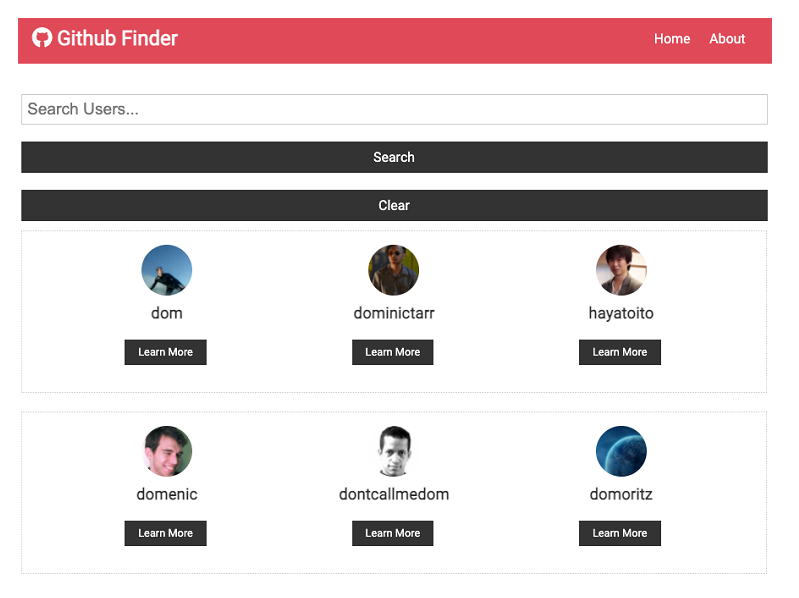 Github Finder Home About
Search Users...
Search
Clear
dom dominictarr hayatoito
Learn More Learn More Learn More
domenic dontcallmedom domoritz
Learn More Learn More Learn More